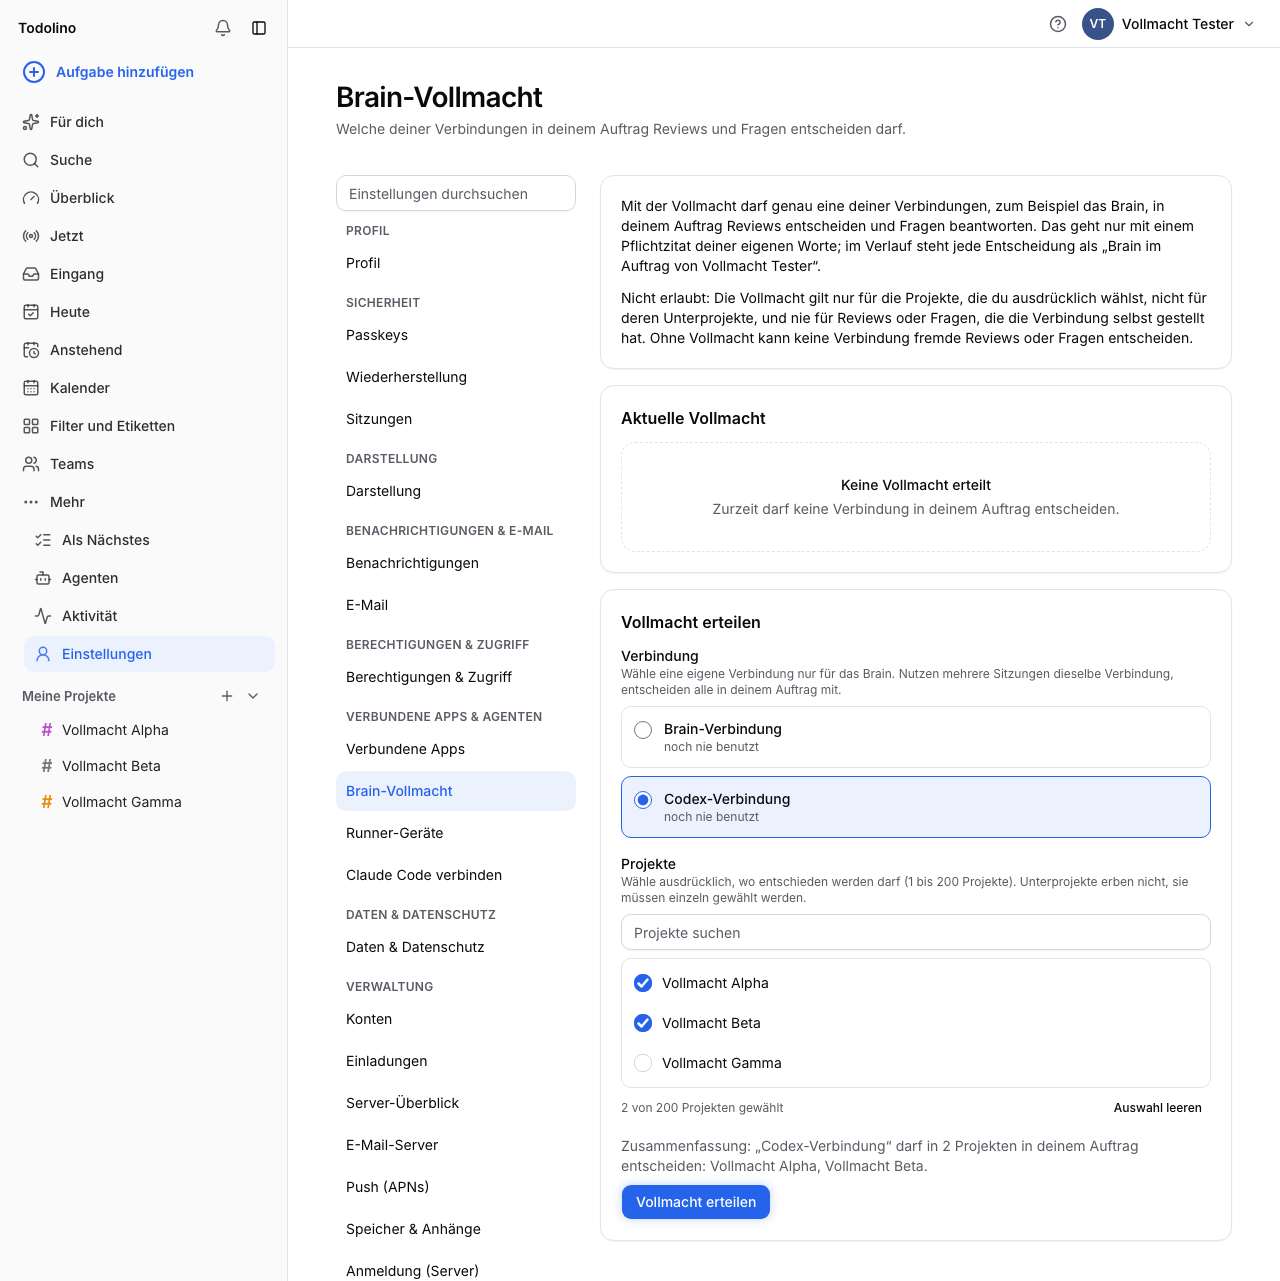 Todolino
Aufgabe hinzufügen
Für dich
Suche
Überblick
Jetzt
Eingang
Heute
Anstehend
Kalender
Filter und Etiketten
Teams
Mehr
Als Nächstes
Agenten
Aktivität
Einstellungen
Meine Projekte
# Vollmacht Alpha
# Vollmacht Beta
# Vollmacht Gamma
VT Vollmacht Tester
Brain-Vollmacht
Welche deiner Verbindungen in deinem Auftrag Reviews und Fragen entscheiden darf.
Einstellungen durchsuchen
PROFIL
Profil
SICHERHEIT
Passkeys
Wiederherstellung
Sitzungen
DARSTELLUNG
Darstellung
BENACHRICHTIGUNGEN & E-MAIL
Benachrichtigungen
E-Mail
BERECHTIGUNGEN & ZUGRIFF
Berechtigungen & Zugriff
VERBUNDENE APPS & AGENTEN
Verbundene Apps
Brain-Vollmacht
Runner-Geräte
Claude Code verbinden
DATEN & DATENSCHUTZ
Daten & Datenschutz
VERWALTUNG
Konten
Einladungen
Server-Überblick
E-Mail-Server
Push (APNs)
Speicher & Anhänge
Anmeldung (Server)
Mit der Vollmacht darf genau eine deiner Verbindungen, zum Beispiel das Brain, in
deinem Auftrag Reviews entscheiden und Fragen beantworten. Das geht nur mit einem
Pflichtzitat deiner eigenen Worte; im Verlauf steht jede Entscheidung als „Brain im
Auftrag von Vollmacht Tester“.
Nicht erlaubt: Die Vollmacht gilt nur für die Projekte, die du ausdrücklich wählst, nicht für
deren Unterprojekte, und nie für Reviews oder Fragen, die die Verbindung selbst gestellt
hat. Ohne Vollmacht kann keine Verbindung fremde Reviews oder Fragen entscheiden.
Aktuelle Vollmacht
Keine Vollmacht erteilt
Zurzeit darf keine Verbindung in deinem Auftrag entscheiden.
Vollmacht erteilen
Verbindung
Wähle eine eigene Verbindung nur für das Brain. Nutzen mehrere Sitzungen dieselbe Verbindung,
entscheiden alle in deinem Auftrag mit.
Brain-Verbindung
noch nie benutzt
Codex-Verbindung
noch nie benutzt
Projekte
Wähle ausdrücklich, wo entschieden werden darf (1 bis 200 Projekte). Unterprojekte erben nicht, sie
müssen einzeln gewählt werden.
Projekte suchen
Vollmacht Alpha
Vollmacht Beta
Vollmacht Gamma
2 von 200 Projekten gewählt
Auswahl leeren
Zusammenfassung: „Codex-Verbindung“ darf in 2 Projekten in deinem Auftrag
entscheiden: Vollmacht Alpha, Vollmacht Beta.
Vollmacht erteilen